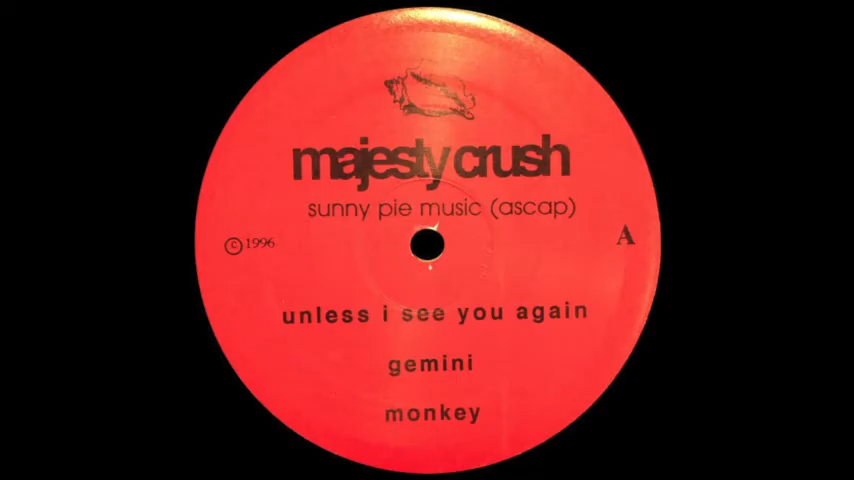 majesty crush
sunny pie music (ascap)
© 1996
A
unless i see you again
gemini
monkey